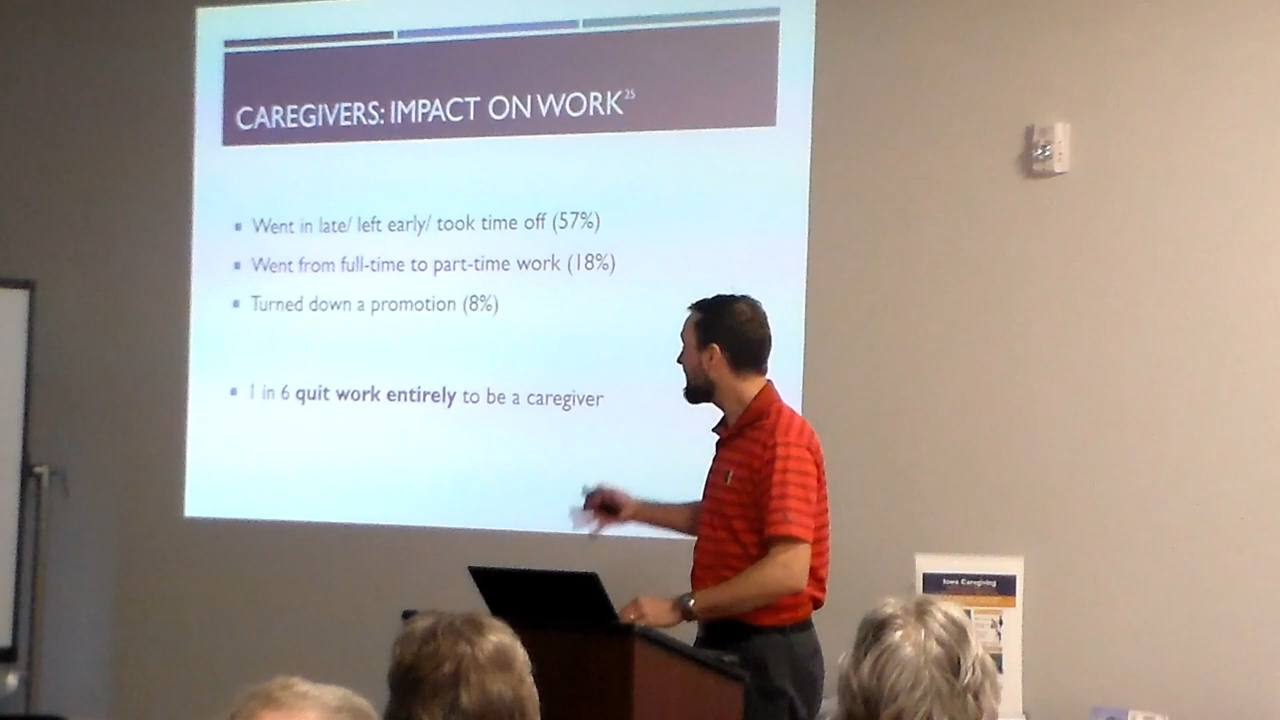 CAREGIVERS: IMPACT ON WORK25
Went in late/ left early/ took time off (57%)
Went from full-time to part-time work (18%)
Turned down a promotion (8%)
1 in 6 quit work entirely to be a caregiver
Iowa Caregiving